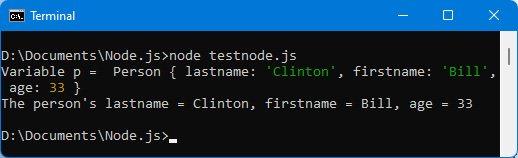 Terminal
D:\Documents\Node.js>node testnode.js
Variable p =  Person { lastname: 'Clinton', firstname: 'Bill',
 age: 33 }
The person's lastname = Clinton, firstname = Bill, age = 33
D:\Documents\Node.js>